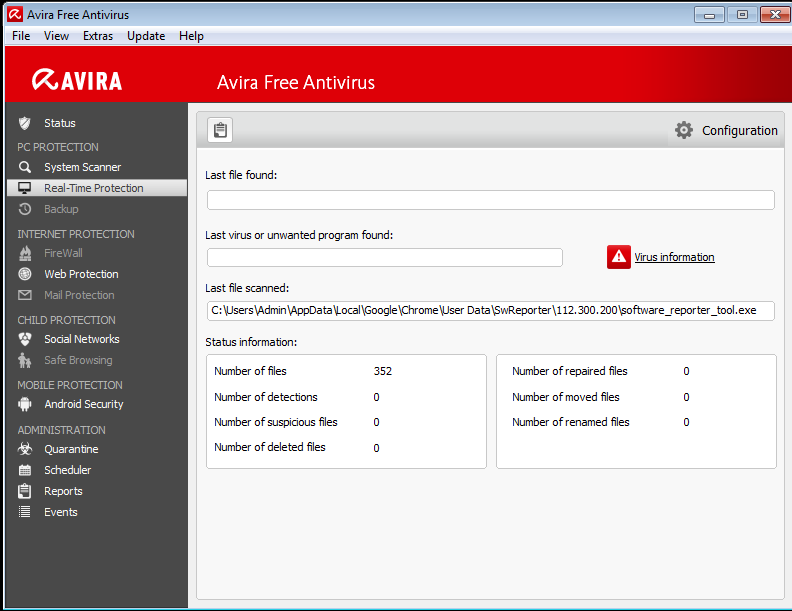 Avira Free Antivirus
File View Extras Update Help
AVIRA
Avira Free Antivirus
Status
PC PROTECTION
System Scanner
Real-Time Protection
Backup
INTERNET PROTECTION
FireWall
Web Protection
Mail Protection
CHILD PROTECTION
Social Networks
Safe Browsing
MOBILE PROTECTION
Android Security
ADMINISTRATION
Quarantine
Scheduler
Reports
Events
Configuration
Last file found:
Last virus or unwanted program found:
Virus information
Last file scanned:
C:\Users\Admin\AppData\Local\Google\Chrome\User Data\SwReporter\112.300.200\software_reporter_tool.exe
Status information:
Number of files 352
Number of detections 0
Number of suspicious files 0
Number of deleted files 0
Number of repaired files 0
Number of moved files 0
Number of renamed files 0